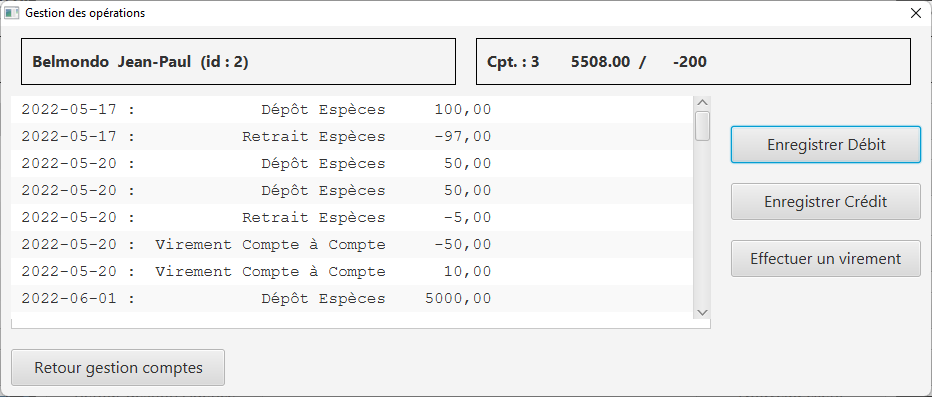 Gestion des opérations
Belmondo Jean-Paul (id : 2)
Cpt. : 3 5508.00 / -200
2022-05-17 : Dépôt Espèces 100,00
2022-05-17 : Retrait Espèces -97,00
2022-05-20 : Dépôt Espèces 50,00
2022-05-20 : Dépôt Espèces 50,00
2022-05-20 : Retrait Espèces -5,00
2022-05-20 : Virement Compte à Compte -50,00
2022-05-20 : Virement Compte à Compte 10,00
2022-06-01 : Dépôt Espèces 5000,00
Enregistrer Débit
Enregistrer Crédit
Effectuer un virement
Retour gestion comptes